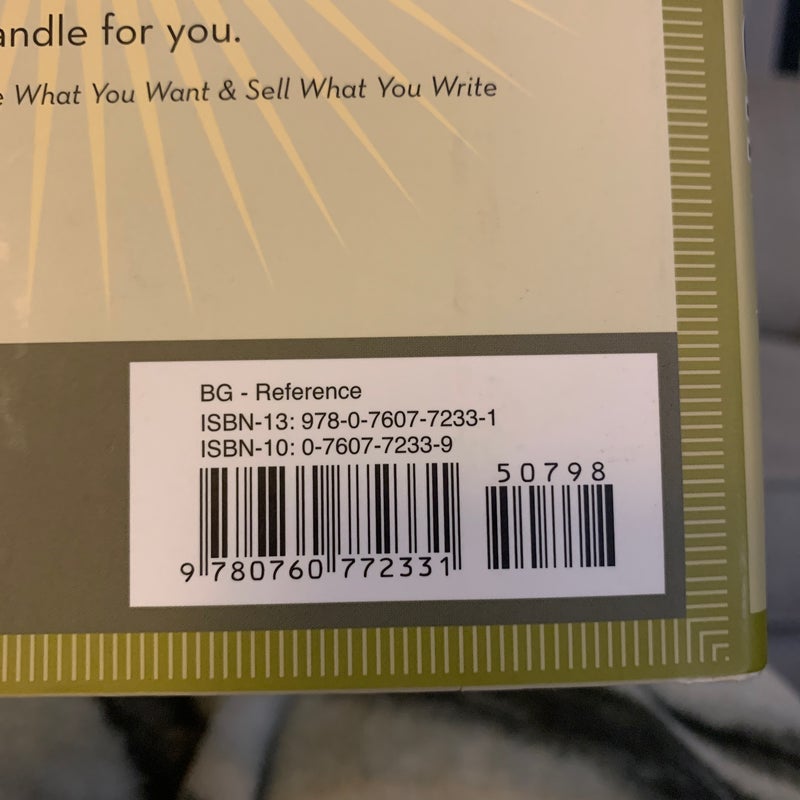 andle for you.
What You Want & Sell What You Write
BG - Reference
ISBN-13: 978-0-7607-7233-1
ISBN-10: 0-7607-7233-9
50798
9 780760 772331